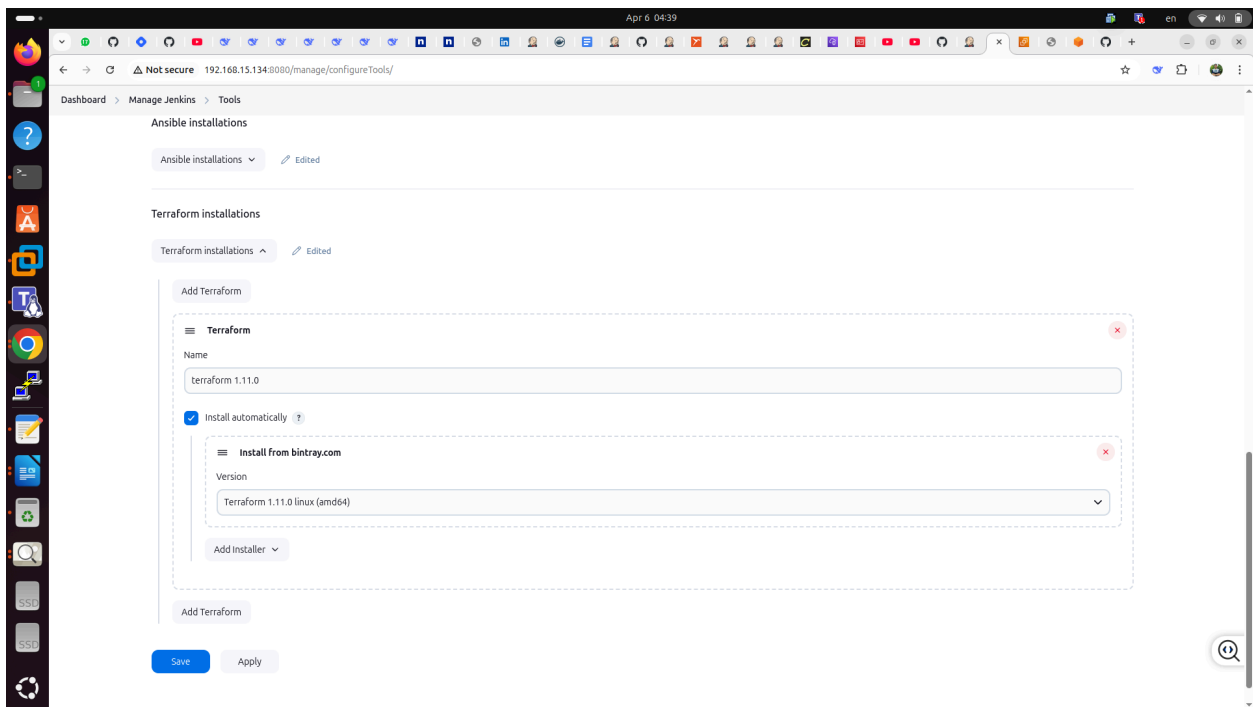 Apr 6 04:39
en
Not secure 192.168.15.134:8080/manage/configureTools/
1
Dashboard > Manage Jenkins > Tools
Ansible installations
Ansible installations
Edited
Terraform installations
Terraform installations
Edited
Add Terraform
Terraform
Name
terraform 1.11.0
Install automatically ?
Install from bintray.com
Version
Terraform 1.11.0 linux (amd64)
Add Installer
Add Terraform
Save
Apply
SSD
SSD